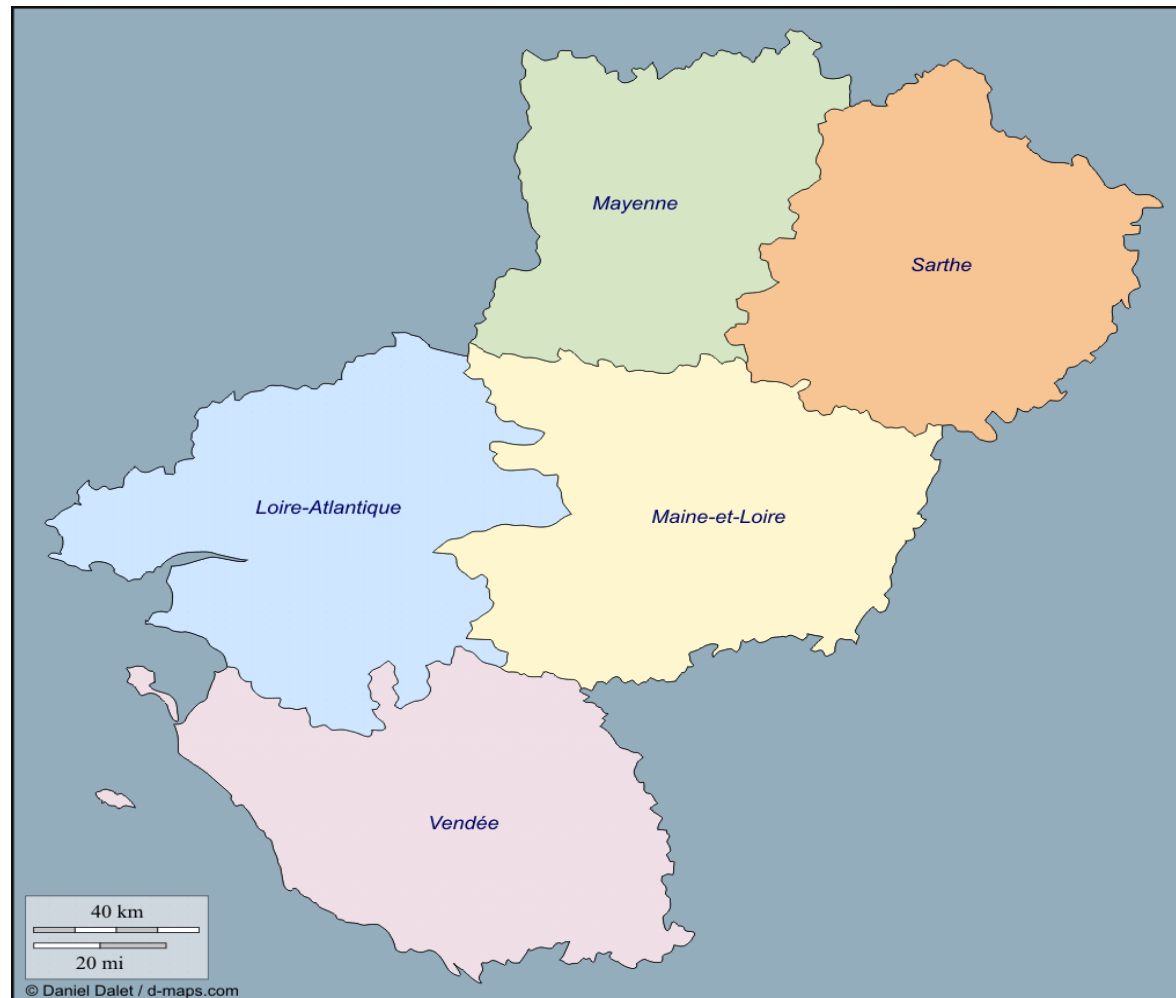 Mayenne
Sarthe
Loire-Atlantique
Maine-et-Loire
Vendée
40 km
20 mi
© Daniel Dalet / d-maps.com